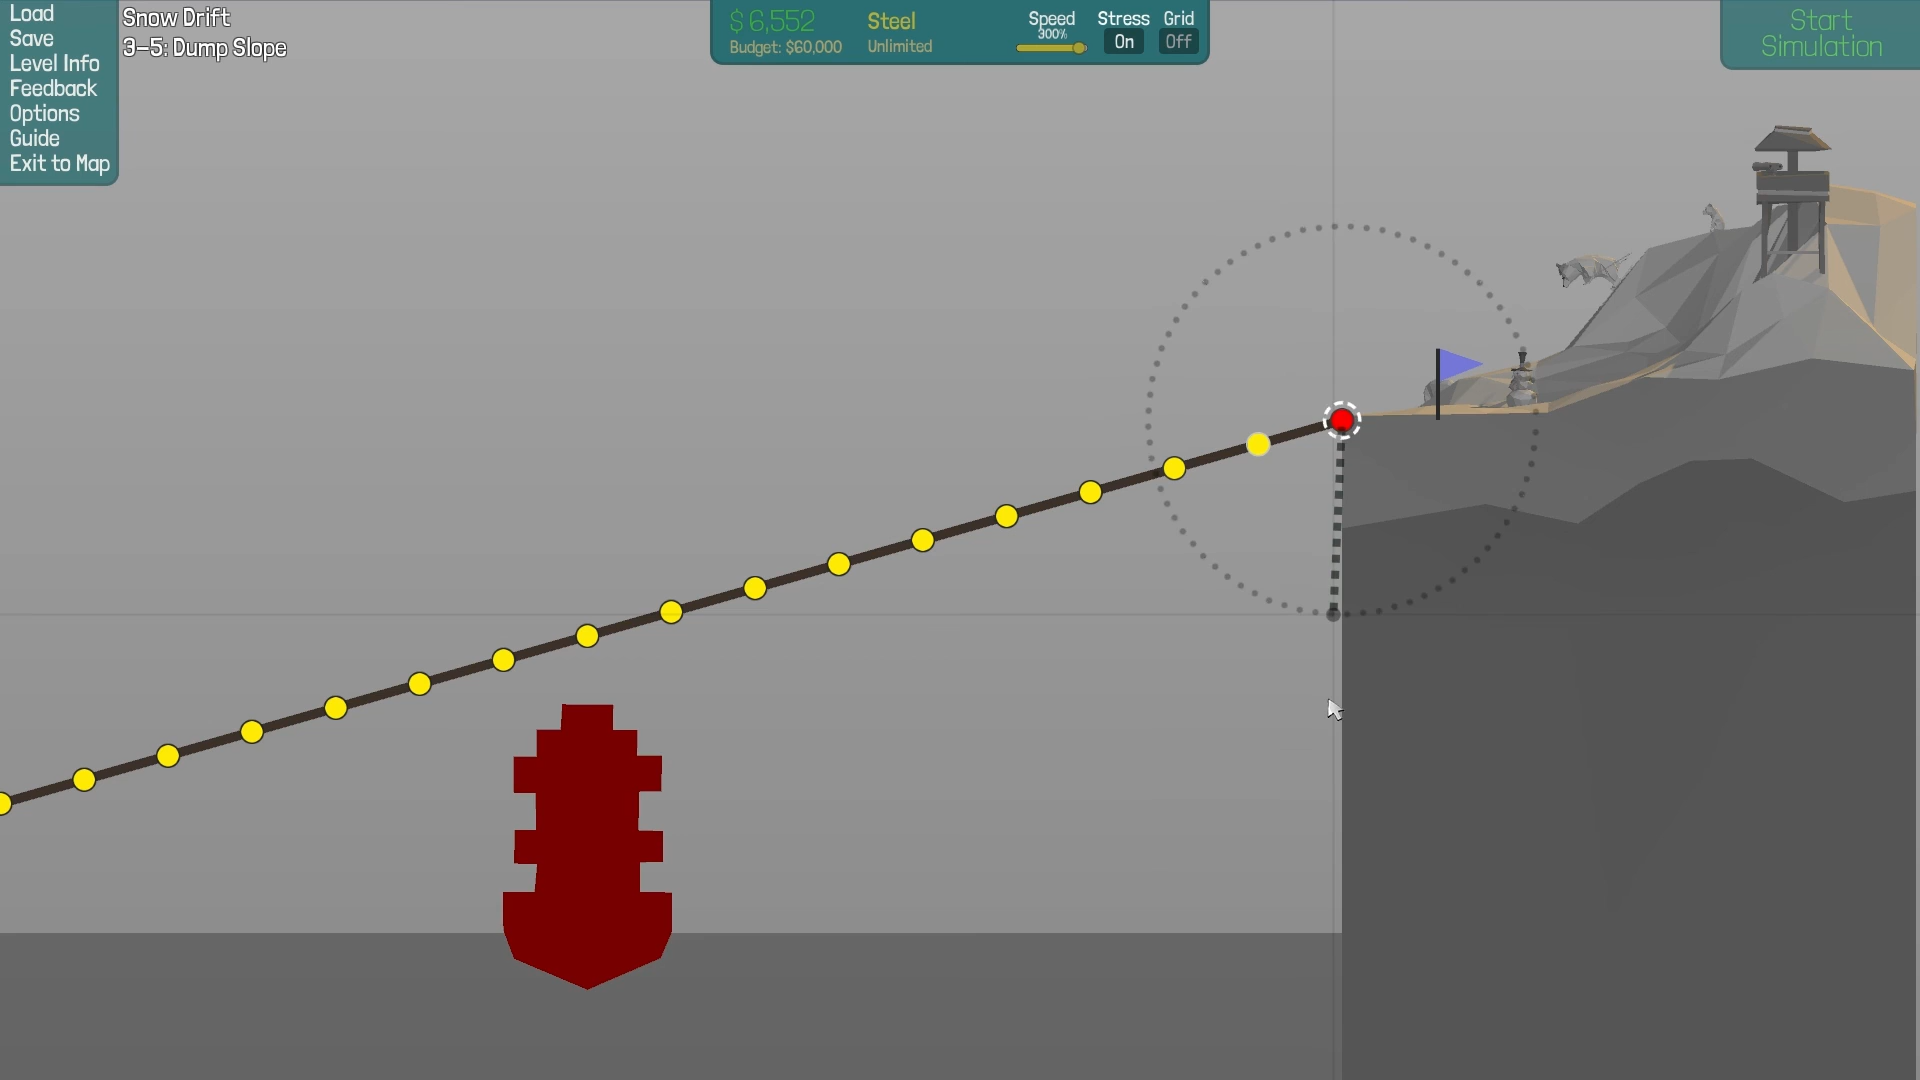 Load
Save
Level Info
Feedback
Options
Guide
Exit to Map
Snow Drift
3-5: Dump Slope
$ 6,552
Budget: $60,000
Steel
Unlimited
Speed
300%
Stress
On
Grid
Off
Start
Simulation